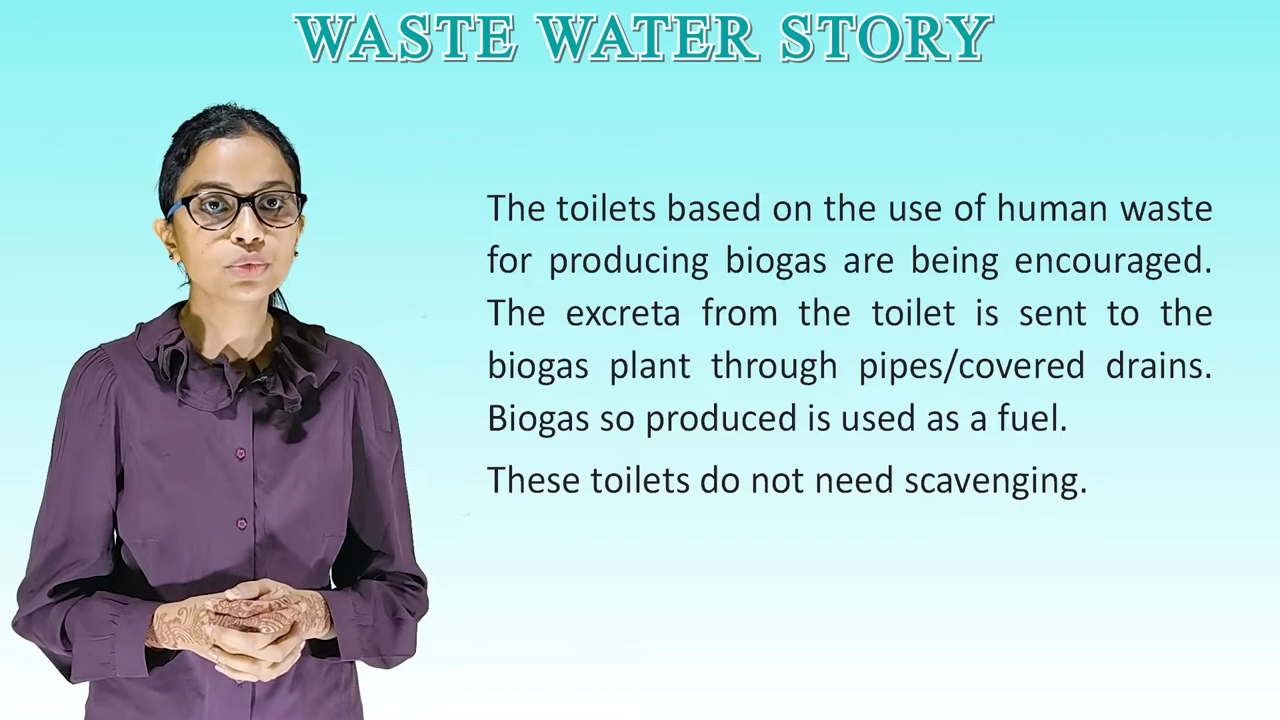 WASTE WATER STORY
The toilets based on the use of human waste
for producing biogas are being encouraged.
The excreta from the toilet is sent to the
biogas plant through pipes/covered drains.
Biogas so produced is used as a fuel.
These toilets do not need scavenging.